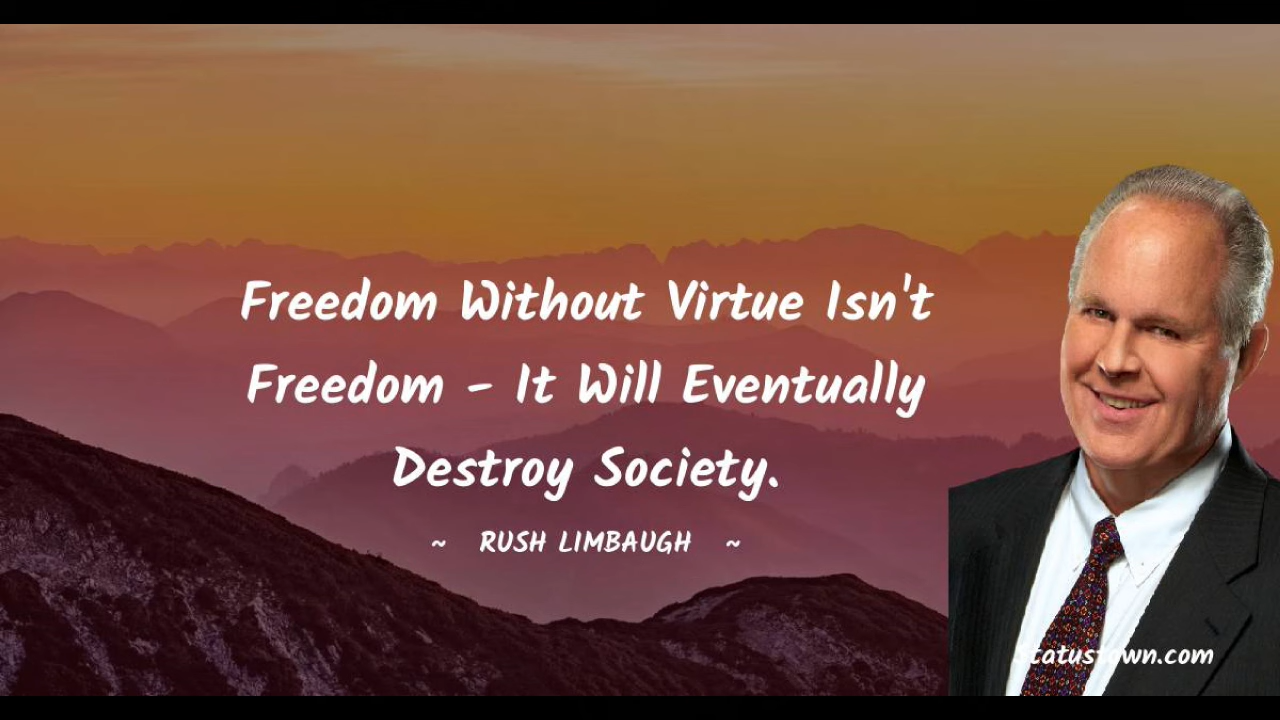 Freedom Without Virtue Isn't
Freedom - It Will Eventually
Destroy Society.
~ RUSH LIMBAUGH ~
statustown.com